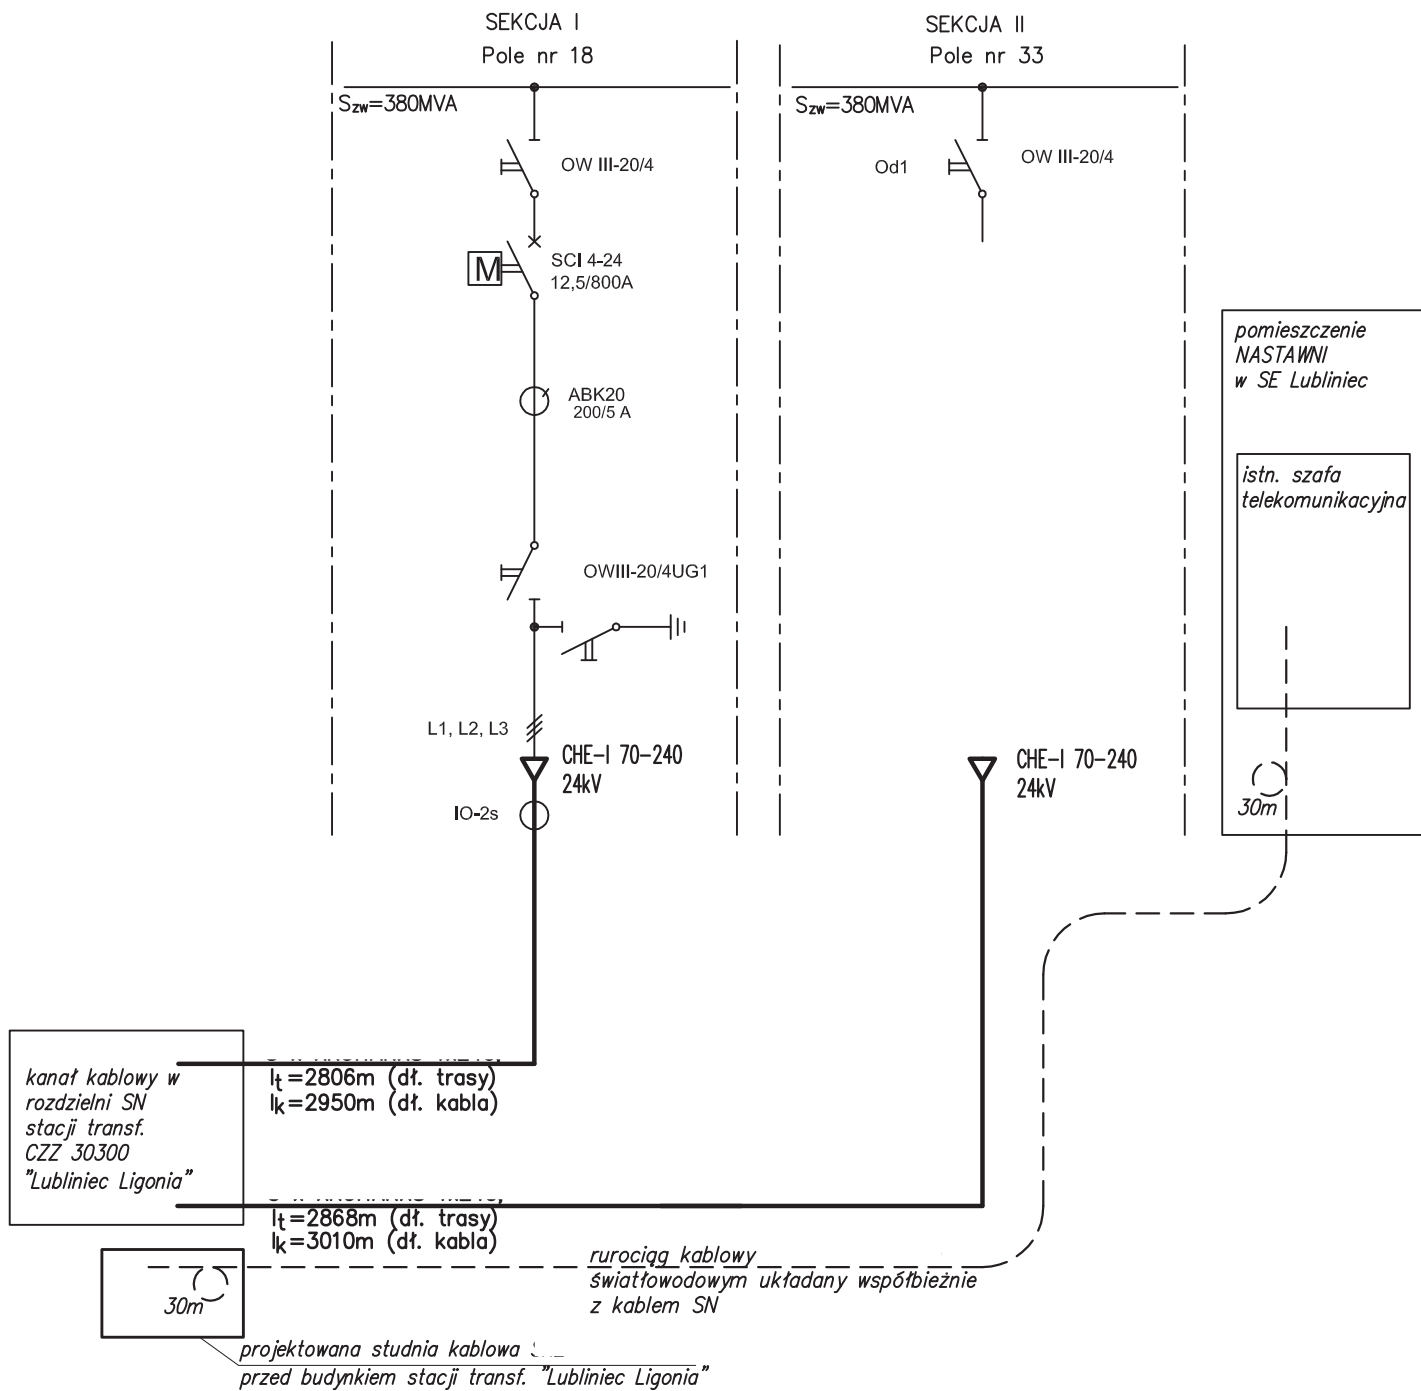 SEKCJA I
Pole nr 18
Szw=380MVA
OW III-20/4
M
SCI 4-24
12,5/800A
ABK20
200/5 A
OWIII-20/4UG1
L1, L2, L3
CHE-I 70-240
24kV
IO-2s
SEKCJA II
Pole nr 33
Szw=380MVA
Od1
OW III-20/4
CHE-I 70-240
24kV
pomieszczenie
NASTAWNI
w SE Lubliniec
istn. szafa
telekomunikacyjna
30m
kanał kablowy w
rozdzielni SN
stacji transf.
CZZ 30300
"Lubliniec Ligonia"
lt=2806m (dł. trasy)
lk=2950m (dł. kabla)
lt=2868m (dł. trasy)
lk=3010m (dł. kabla)
rurociąg kablowy
światłowodowym układany współbieżnie
z kablem SN
30m
projektowana studnia kablowa
przed budynkiem stacji transf. "Lubliniec Ligonia"